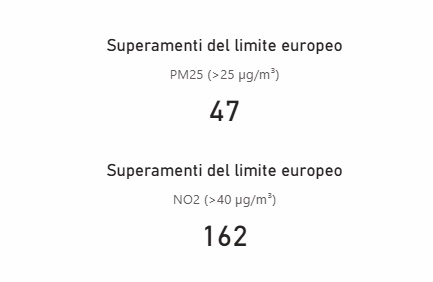 Superamenti del limite europeo
PM25 (>25 µg/m³)
47
Superamenti del limite europeo
NO2 (>40 µg/m³)
162